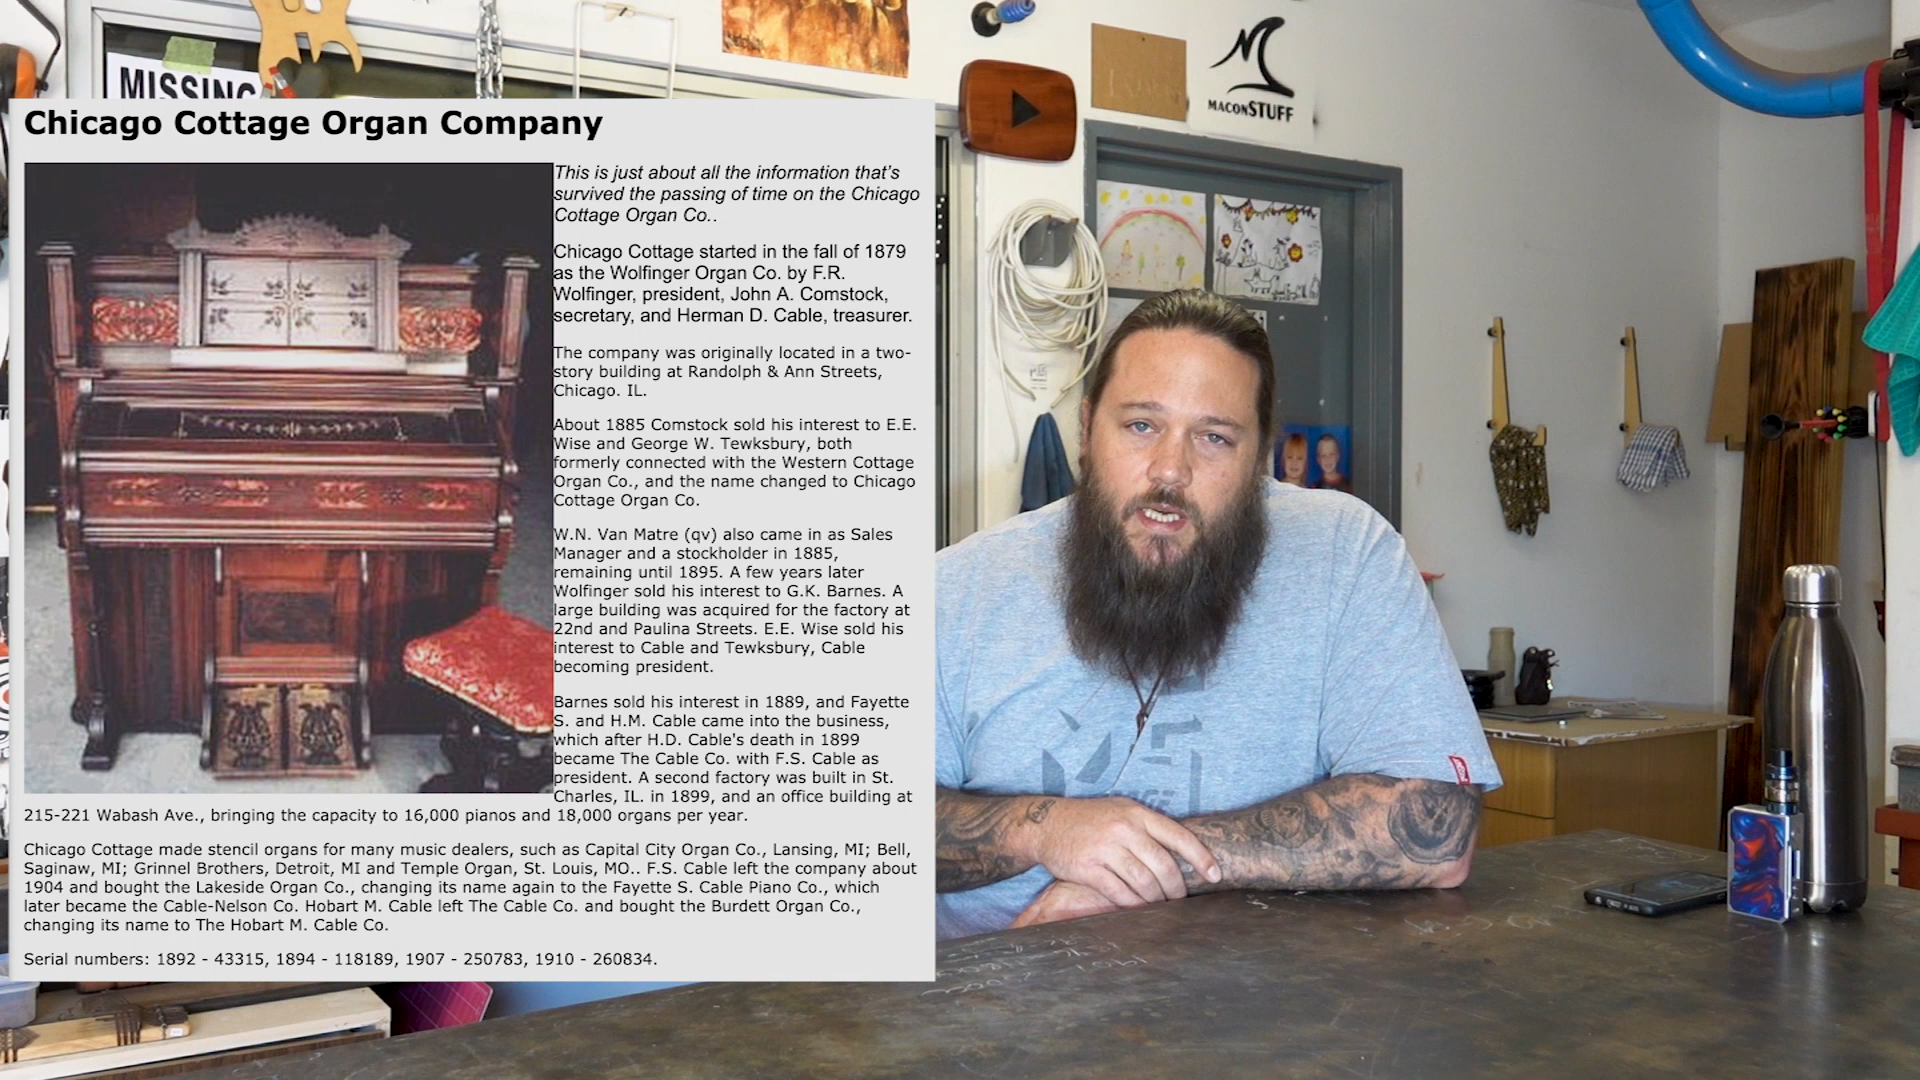 MISSING
MACONSTUFF
Chicago Cottage Organ Company
This is just about all the information that's
survived the passing of time on the Chicago
Cottage Organ Co..
Chicago Cottage started in the fall of 1879
as the Wolfinger Organ Co. by F.R.
Wolfinger, president, John A. Comstock,
secretary, and Herman D. Cable, treasurer.
The company was originally located in a two-
story building at Randolph & Ann Streets,
Chicago. IL.
About 1885 Comstock sold his interest to E.E.
Wise and George W. Tewksbury, both
formerly connected with the Western Cottage
Organ Co., and the name changed to Chicago
Cottage Organ Co.
W.N. Van Matre (qv) also came in as Sales
Manager and a stockholder in 1885,
remaining until 1895. A few years later
Wolfinger sold his interest to G.K. Barnes. A
large building was acquired for the factory at
22nd and Paulina Streets. E.E. Wise sold his
interest to Cable and Tewksbury, Cable
becoming president.
Barnes sold his interest in 1889, and Fayette
S. and H.M. Cable came into the business,
which after H.D. Cable's death in 1899
became The Cable Co. with F.S. Cable as
president. A second factory was built in St.
Charles, IL. in 1899, and an office building at
215-221 Wabash Ave., bringing the capacity to 16,000 pianos and 18,000 organs per year.
Chicago Cottage made stencil organs for many music dealers, such as Capital City Organ Co., Lansing, MI; Bell,
Saginaw, MI; Grinnel Brothers, Detroit, MI and Temple Organ, St. Louis, MO.. F.S. Cable left the company about
1904 and bought the Lakeside Organ Co., changing its name again to the Fayette S. Cable Piano Co., which
later became the Cable-Nelson Co. Hobart M. Cable left The Cable Co. and bought the Burdett Organ Co.,
changing its name to The Hobart M. Cable Co.
Serial numbers: 1892 - 43315, 1894 - 118189, 1907 - 250783, 1910 - 260834.